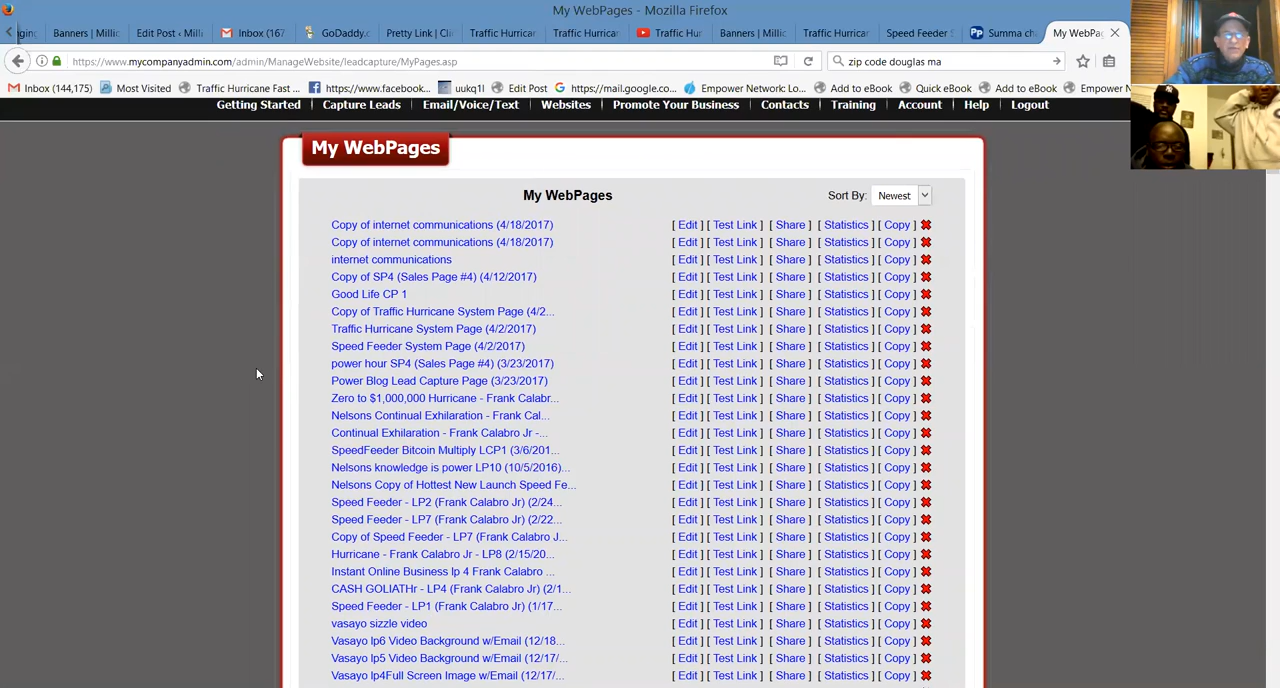 My WebPages - Mozilla Firefox
Banners | Millic Edit Post ‹ Milli Inbox (167 GoDaddy.c Pretty Link | Cli Traffic Hurrican Traffic Hurrica Traffic Hur Banners | Millic Traffic Hurrican Speed Feeder S Summa ch My WebPag
https://www.mycompanyadmin.com/admin/ManageWebsite/leadcapture/MyPages.asp zip code douglas ma
Inbox (144,175) Most Visited Traffic Hurricane Fast ... https://www.facebook... uukq1l Edit Post https://mail.google.co... Empower Network: Lo... Add to eBook Quick eBook Add to eBook Empower N
Getting Started Capture Leads Email/Voice/Text Websites Promote Your Business Contacts Training Account Help Logout
My WebPages
My WebPages Sort By: Newest
Copy of internet communications (4/18/2017) [ Edit ] [ Test Link ] [ Share ] [ Statistics ] [ Copy ]
Copy of internet communications (4/18/2017) [ Edit ] [ Test Link ] [ Share ] [ Statistics ] [ Copy ]
internet communications [ Edit ] [ Test Link ] [ Share ] [ Statistics ] [ Copy ]
Copy of SP4 (Sales Page #4) (4/12/2017) [ Edit ] [ Test Link ] [ Share ] [ Statistics ] [ Copy ]
Good Life CP 1 [ Edit ] [ Test Link ] [ Share ] [ Statistics ] [ Copy ]
Copy of Traffic Hurricane System Page (4/2... [ Edit ] [ Test Link ] [ Share ] [ Statistics ] [ Copy ]
Traffic Hurricane System Page (4/2/2017) [ Edit ] [ Test Link ] [ Share ] [ Statistics ] [ Copy ]
Speed Feeder System Page (4/2/2017) [ Edit ] [ Test Link ] [ Share ] [ Statistics ] [ Copy ]
power hour SP4 (Sales Page #4) (3/23/2017) [ Edit ] [ Test Link ] [ Share ] [ Statistics ] [ Copy ]
Power Blog Lead Capture Page (3/23/2017) [ Edit ] [ Test Link ] [ Share ] [ Statistics ] [ Copy ]
Zero to $1,000,000 Hurricane - Frank Calabr... [ Edit ] [ Test Link ] [ Share ] [ Statistics ] [ Copy ]
Nelsons Continual Exhilaration - Frank Cal... [ Edit ] [ Test Link ] [ Share ] [ Statistics ] [ Copy ]
Continual Exhilaration - Frank Calabro Jr -... [ Edit ] [ Test Link ] [ Share ] [ Statistics ] [ Copy ]
SpeedFeeder Bitcoin Multiply LCP1 (3/6/201... [ Edit ] [ Test Link ] [ Share ] [ Statistics ] [ Copy ]
Nelsons knowledge is power LP10 (10/5/2016)... [ Edit ] [ Test Link ] [ Share ] [ Statistics ] [ Copy ]
Nelsons Copy of Hottest New Launch Speed Fe... [ Edit ] [ Test Link ] [ Share ] [ Statistics ] [ Copy ]
Speed Feeder - LP2 (Frank Calabro Jr) (2/24... [ Edit ] [ Test Link ] [ Share ] [ Statistics ] [ Copy ]
Speed Feeder - LP7 (Frank Calabro Jr) (2/22... [ Edit ] [ Test Link ] [ Share ] [ Statistics ] [ Copy ]
Copy of Speed Feeder - LP7 (Frank Calabro J... [ Edit ] [ Test Link ] [ Share ] [ Statistics ] [ Copy ]
Hurricane - Frank Calabro Jr - LP8 (2/15/20... [ Edit ] [ Test Link ] [ Share ] [ Statistics ] [ Copy ]
Instant Online Business lp 4 Frank Calabro ... [ Edit ] [ Test Link ] [ Share ] [ Statistics ] [ Copy ]
CASH GOLIATHr - LP4 (Frank Calabro Jr) (2/1... [ Edit ] [ Test Link ] [ Share ] [ Statistics ] [ Copy ]
Speed Feeder - LP1 (Frank Calabro Jr) (1/17... [ Edit ] [ Test Link ] [ Share ] [ Statistics ] [ Copy ]
vasayo sizzle video [ Edit ] [ Test Link ] [ Share ] [ Statistics ] [ Copy ]
Vasayo lp6 Video Background w/Email (12/18... [ Edit ] [ Test Link ] [ Share ] [ Statistics ] [ Copy ]
Vasayo lp5 Video Background w/Email (12/17/... [ Edit ] [ Test Link ] [ Share ] [ Statistics ] [ Copy ]
Vasayo lp4Full Screen Image w/Email (12/17/... [ Edit ] [ Test Link ] [ Share ] [ Statistics ] [ Copy ]